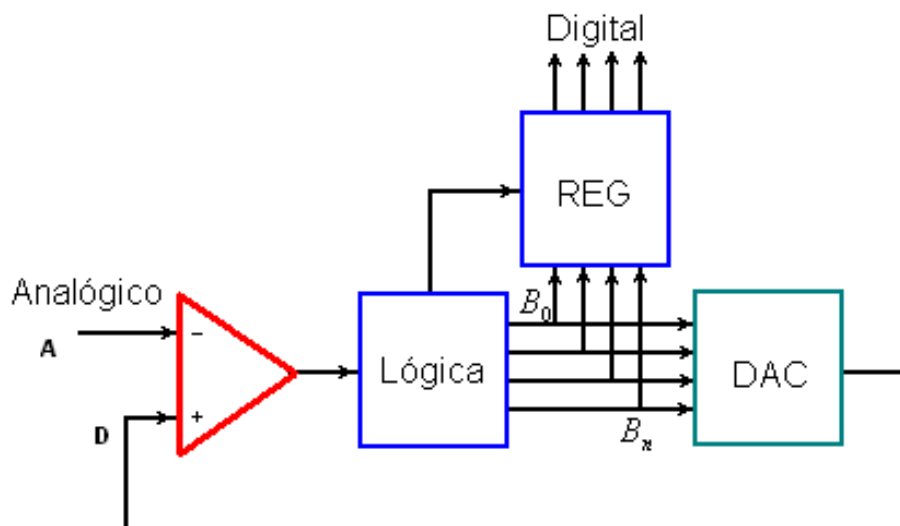 Digital
REG
Analógico
A
−
+
D
Lógica
B₀
Bₙ
DAC